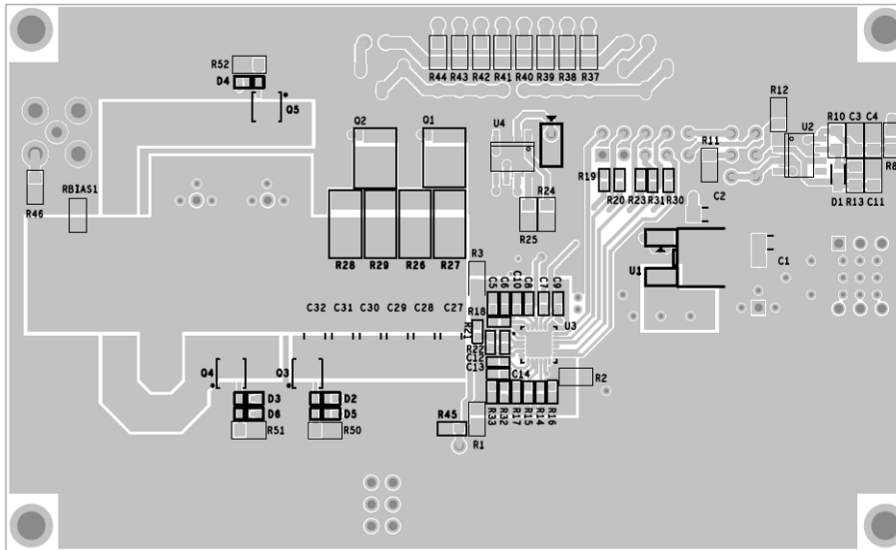 R52
D4
Q5
R44 R43 R42 R41 R40 R39 R38 R37
R12
Q2
Q1
U4
U2
R10 C3 C4
R11
R8
R46
RBIAS1
R19
R20
R23 R31 R30
R24
R25
D1 R13 C11
C2
R28 R29 R26 R27
R3
U1
C1
C5 C6 C10 C8 C7 C9
C32 C31 C30 C29 C28 C27
R18
R21
U3
R22
C12
C13
C14
Q4
Q3
R2
D3
D6
R51
D2
D5
R50
R45
R1
R33 R32 R17 R15 R14 R16